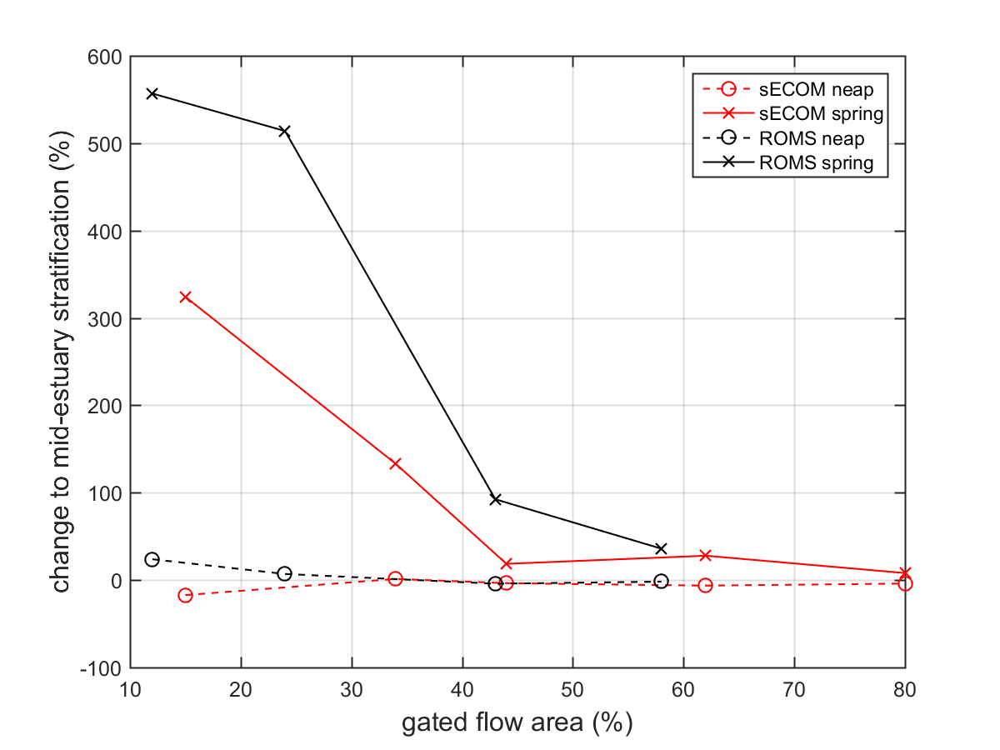 600
500
400
300
200
100
0
-100
10 20 30 40 50 60 70 80
change to mid-estuary stratification (%)
gated flow area (%)
sECOM neap
sECOM spring
ROMS neap
ROMS spring